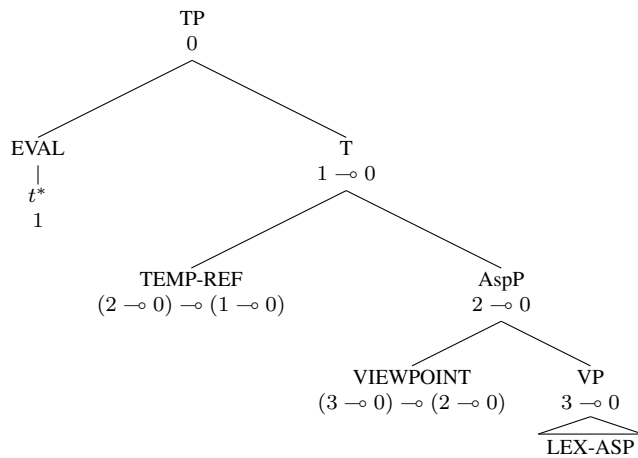 TP
0
EVAL T
t* 1 ⊸ 0
1
TEMP-REF AspP
(2 ⊸ 0) ⊸ (1 ⊸ 0) 2 ⊸ 0
VIEWPOINT VP
(3 ⊸ 0) ⊸ (2 ⊸ 0) 3 ⊸ 0
LEX-ASP